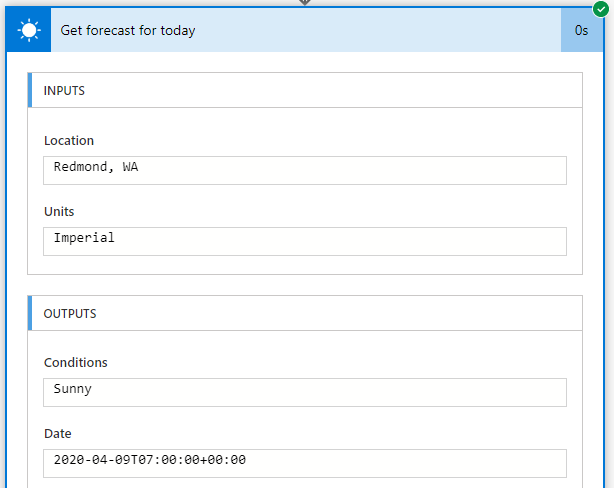 Get forecast for today
0s
INPUTS
Location
Redmond, WA
Units
Imperial
OUTPUTS
Conditions
Sunny
Date
2020-04-09T07:00:00+00:00